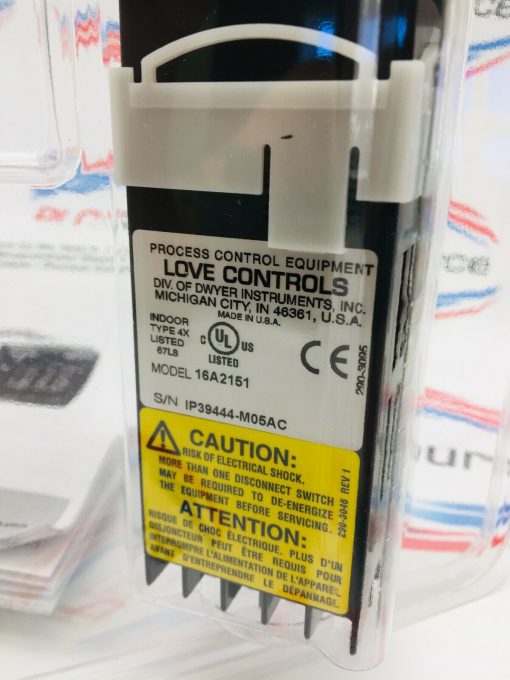 PROCESS CONTROL EQUIPMENT
LOVE CONTROLS
DIV. OF DWYER INSTRUMENTS, INC.
MICHIGAN CITY, IN 46361, U.S.A.
MADE IN U.S.A.
INDOOR
TYPE 4X
LISTED
67L8
C UL US
LISTED
CE
290-3095
MODEL 16A2151
S/N IP39444-M05AC
CAUTION:
RISK OF ELECTRICAL SHOCK.
MORE THAN ONE DISCONNECT SWITCH
MAY BE REQUIRED TO DE-ENERGIZE
THE EQUIPMENT BEFORE SERVICING.
ATTENTION:
RISQUE DE CHOC ÉLECTRIQUE. PLUS D'UN
DISJONCTEUR PEUT ÊTRE REQUIS POUR
INTERROMPRE L'ALIMENTATION DE L'APPAREIL
AVANT D'ENTREPRENDRE LE DÉPANNAGE.
290-3046 REV 1